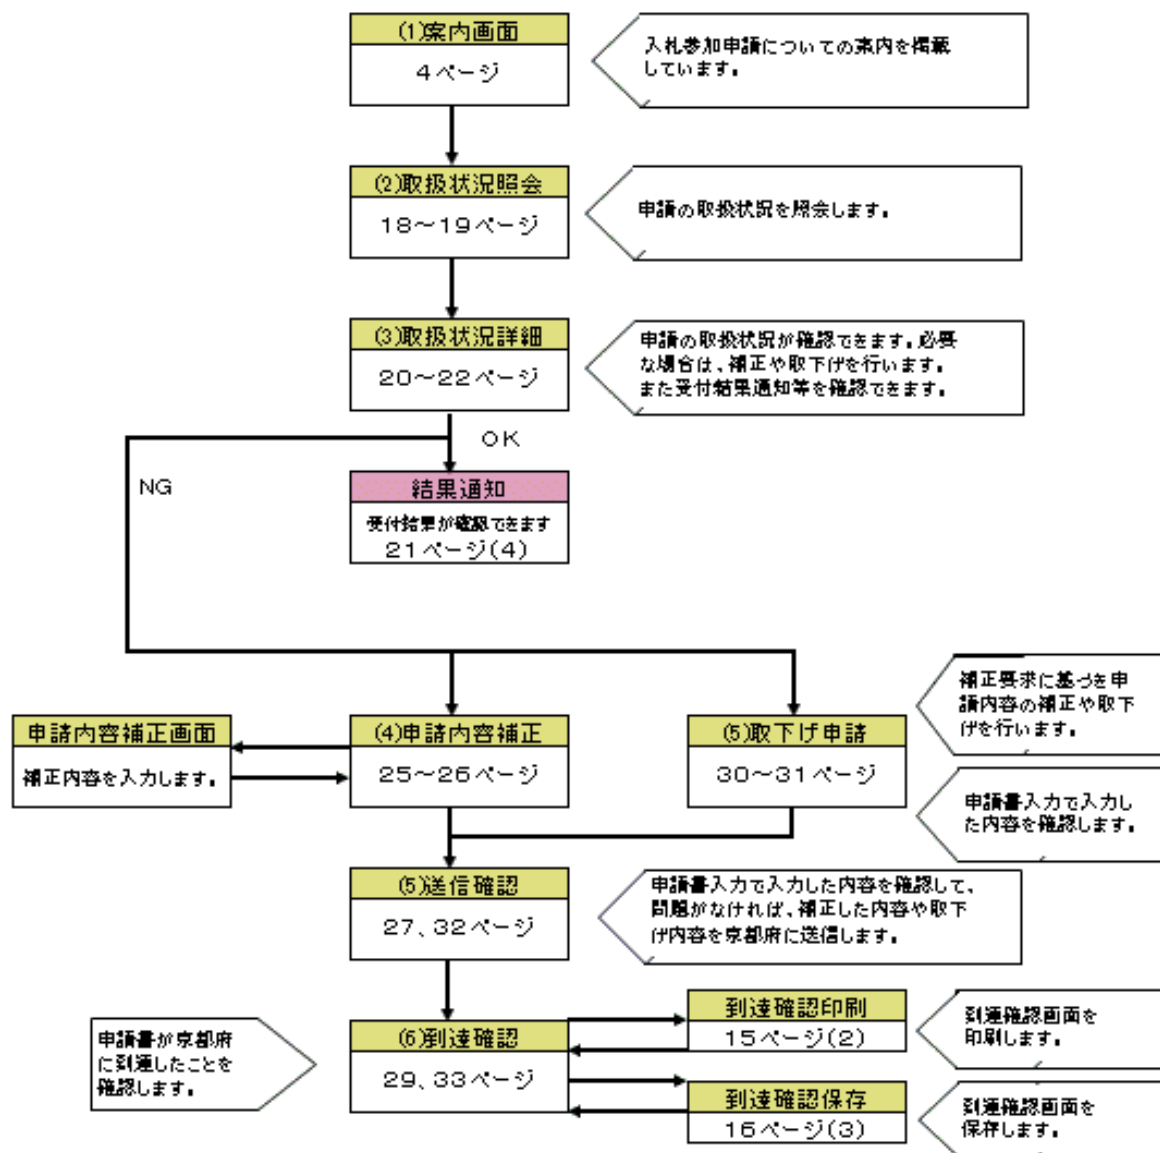 (1)案内画面
4ページ
入札参加申請についての案内を掲載
しています。
(2)取扱状況照会
18～19ページ
申請の取扱状況を照会します。
(3)取扱状況詳細
20～22ページ
申請の取扱状況が確認できます。必要
な場合は、補正や取下げを行います。
また受付結果通知等を確認できます。
OK
NG
結果通知
受付結果が確認できます
21ページ(4)
補正要求に基づき申
請内容の補正や取下
げを行います。
申請内容補正画面
補正内容を入力します。
(4)申請内容補正
25～26ページ
(5)取下げ申請
30～31ページ
申請書入力で入力し
た内容を確認します。
(5)送信確認
27、32ページ
申請書入力で入力した内容を確認して、
問題がなければ、補正した内容や取下
げ内容を京都府に送信します。
申請書が京都府
に到達したことを
確認します。
(6)到達確認
29、33ページ
到達確認印刷
15ページ(2)
到達確認画面を
印刷します。
到達確認保存
16ページ(3)
到達確認画面を
保存します。